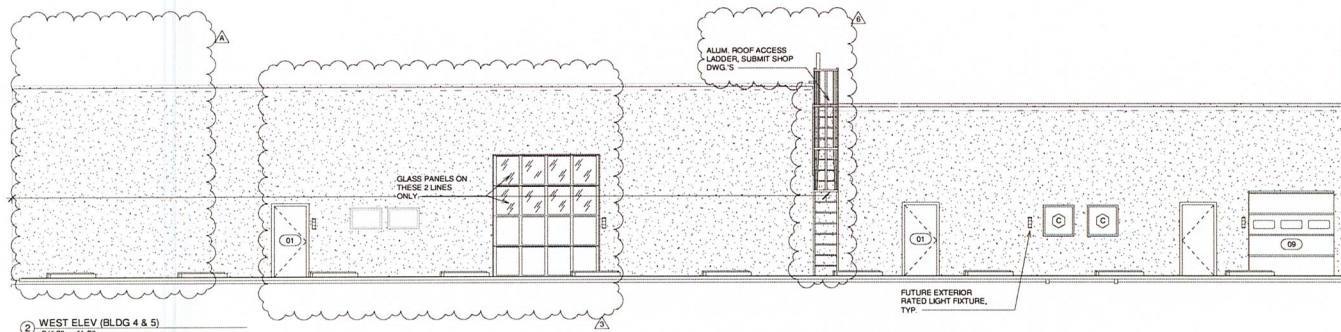 A
6
ALUM. ROOF ACCESS
LADDER, SUBMIT SHOP
DWG.'S
GLASS PANELS ON
THESE 2 LINES
ONLY
01
01
C
C
09
FUTURE EXTERIOR
RATED LIGHT FIXTURE,
TYP.
3
2 WEST ELEV (BLDG 4 & 5)